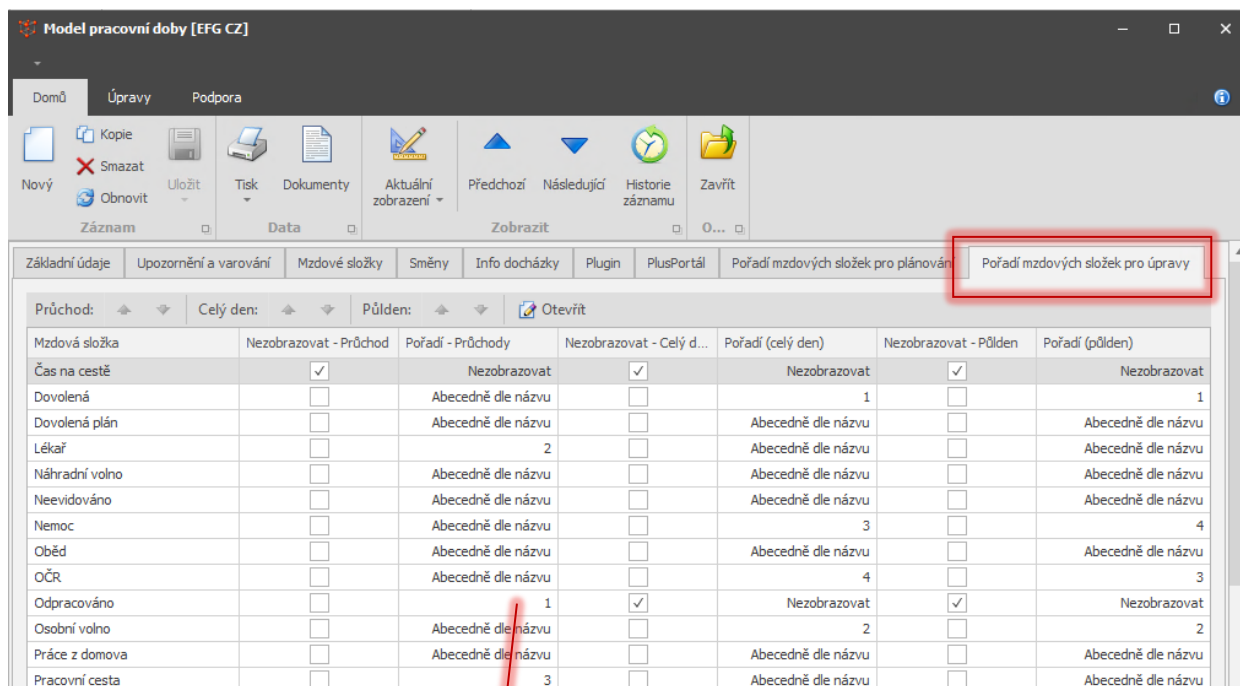 Model pracovní doby [EFG CZ]
Domů Úpravy Podpora
Nový Kopie Smazat Obnovit Uložit Tisk Dokumenty Aktuální zobrazení Předchozí Následující Historie záznamu Zavřít
Záznam Data Zobrazit O...
Základní údaje Upozornění a varování Mzdové složky Směny Info docházky Plugin PlusPortál Pořadí mzdových složek pro plánování Pořadí mzdových složek pro úpravy
Průchod: Celý den: Půlden: Otevřít
Mzdová složka Nezobrazovat - Průchod Pořadí - Průchody Nezobrazovat - Celý d... Pořadí (celý den) Nezobrazovat - Půlden Pořadí (půlden)
Čas na cestě Nezobrazovat Nezobrazovat Nezobrazovat
Dovolená Abecedně dle názvu 1 1
Dovolená plán Abecedně dle názvu Abecedně dle názvu Abecedně dle názvu
Lékař 2 Abecedně dle názvu Abecedně dle názvu
Náhradní volno Abecedně dle názvu Abecedně dle názvu Abecedně dle názvu
Neevidováno Abecedně dle názvu Abecedně dle názvu Abecedně dle názvu
Nemoc Abecedně dle názvu 3 4
Oběd Abecedně dle názvu Abecedně dle názvu Abecedně dle názvu
OČR Abecedně dle názvu 4 3
Odpracováno 1 Nezobrazovat Nezobrazovat
Osobní volno Abecedně dle názvu 2 2
Práce z domova Abecedně dle názvu Abecedně dle názvu Abecedně dle názvu
Pracovní cesta 3 Abecedně dle názvu Abecedně dle názvu